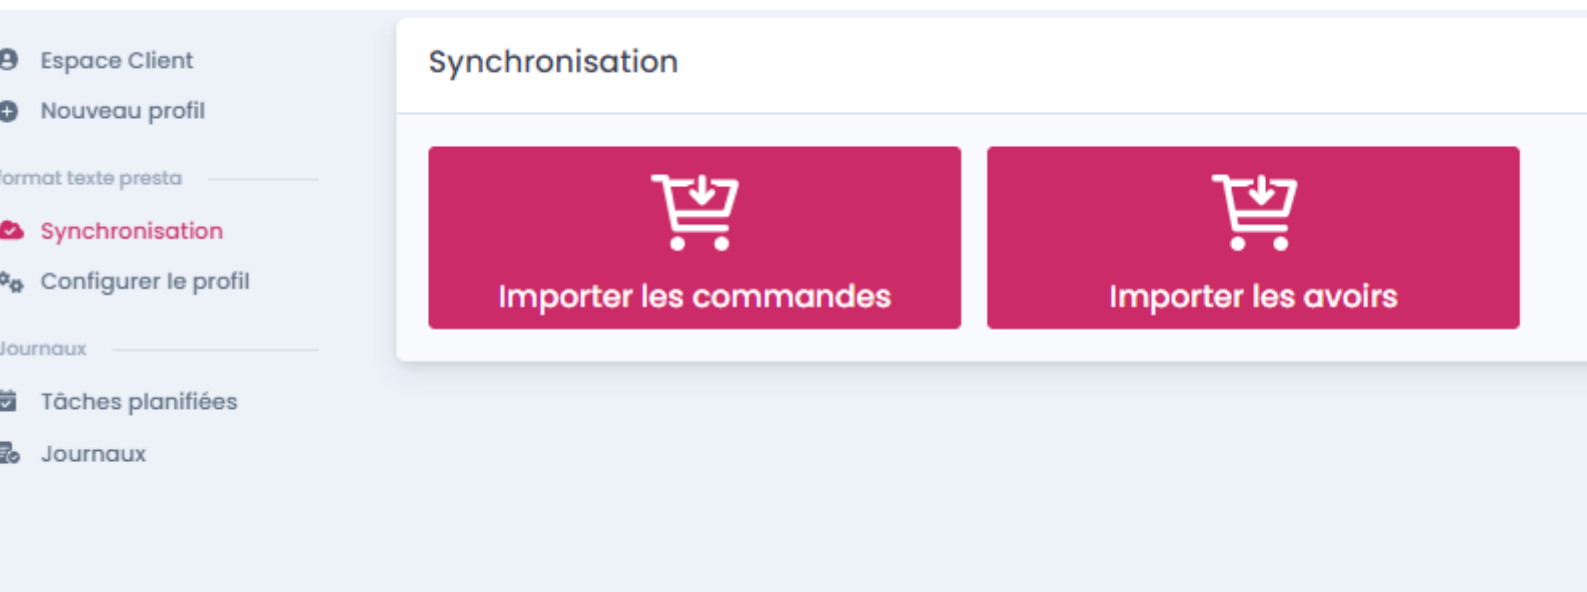 Espace Client
Nouveau profil
format texte presta
Synchronisation
Configurer le profil
Journaux
Tâches planifiées
Journaux
Synchronisation
Importer les commandes
Importer les avoirs